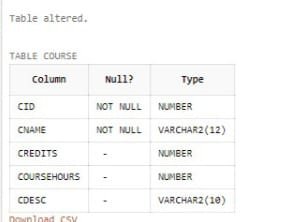 Table altered.
TABLE COURSE
Column Null? Type
CID NOT NULL NUMBER
CNAME NOT NULL VARCHAR2(12)
CREDITS - NUMBER
COURSEHOURS - NUMBER
CDESC - VARCHAR2(10)
Download CSV